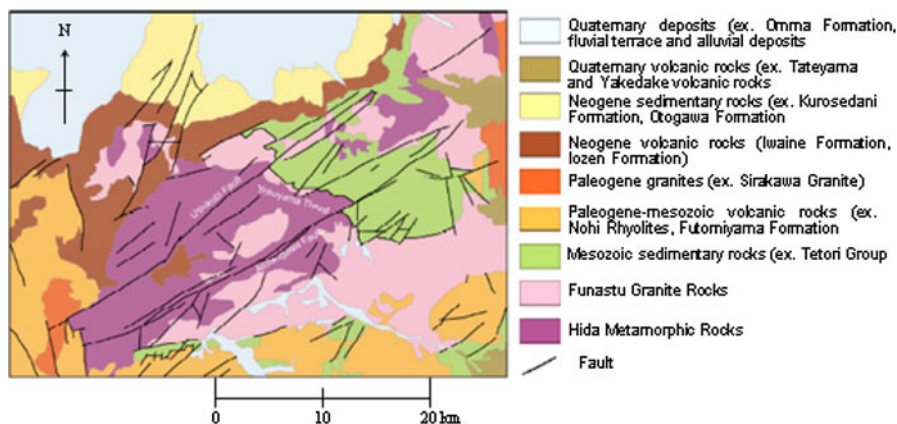 N
Quaternary deposits (ex. Omma Formation,
fluvial terrace and alluvial deposits
Quaternary volcanic rocks (ex. Tateyama
and Yakedake volcanic rocks
Neogene sedimentary rocks (ex. Kurosedani
Formation, Otogawa Formation
Neogene volcanic rocks (Iwaine Formation,
Iozen Formation)
Paleogene granites (ex. Sirakawa Granite)
Paleogene-mesozoic volcanic rocks (ex.
Nohi Rhyolites, Futomiyama Formation
Mesozoic sedimentary rocks (ex. Tetori Group
Funastu Granite Rocks
Hida Metamorphic Rocks
Fault
Fault
Thrust
Fault
0 10 20 km